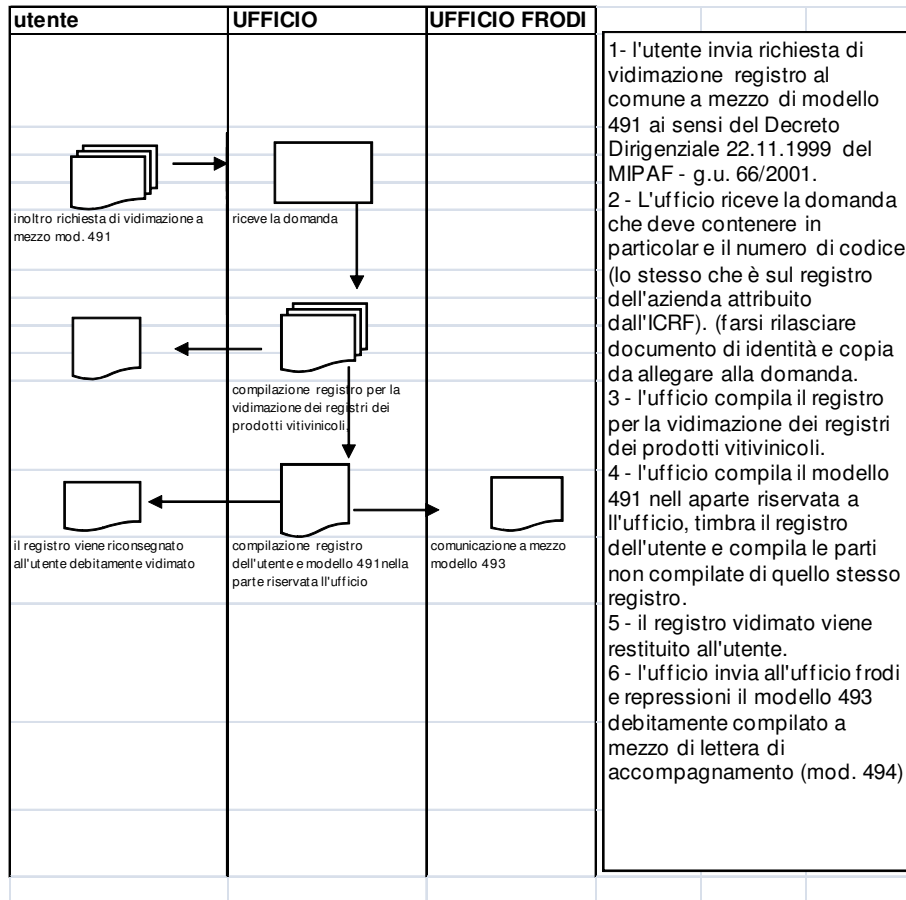 utente
UFFICIO
UFFICIO FRODI
inoltro richiesta di vidimazione a
mezzo mod. 491
riceve la domanda
compilazione registro per la
vidimazione dei registri dei
prodotti vitivinicoli,
il registro viene riconsegnato
all'utente debitamente vidimato
compilazione registro
dell'utente e modello 491nella
parte riservata ll'ufficio
comunicazione a mezzo
modello 493
1- l'utente invia richiesta di
vidimazione registro al
comune a mezzo di modello
491 ai sensi del Decreto
Dirigenziale 22.11.1999 del
MIPAF - g.u. 66/2001.
2 - L'ufficio riceve la domanda
che deve contenere in
particolar e il numero di codice
(lo stesso che è sul registro
dell'azienda attribuito
dall'ICRF). (farsi rilasciare
documento di identità e copia
da allegare alla domanda.
3 - l'ufficio compila il registro
per la vidimazione dei registri
dei prodotti vitivinicoli.
4 - l'ufficio compila il modello
491 nell aparte riservata a
ll'ufficio, timbra il registro
dell'utente e compila le parti
non compilate di quello stesso
registro.
5 - il registro vidimato viene
restituito all'utente.
6 - l'ufficio invia all'ufficio frodi
e repressioni il modello 493
debitamente compilato a
mezzo di lettera di
accompagnamento (mod. 494)